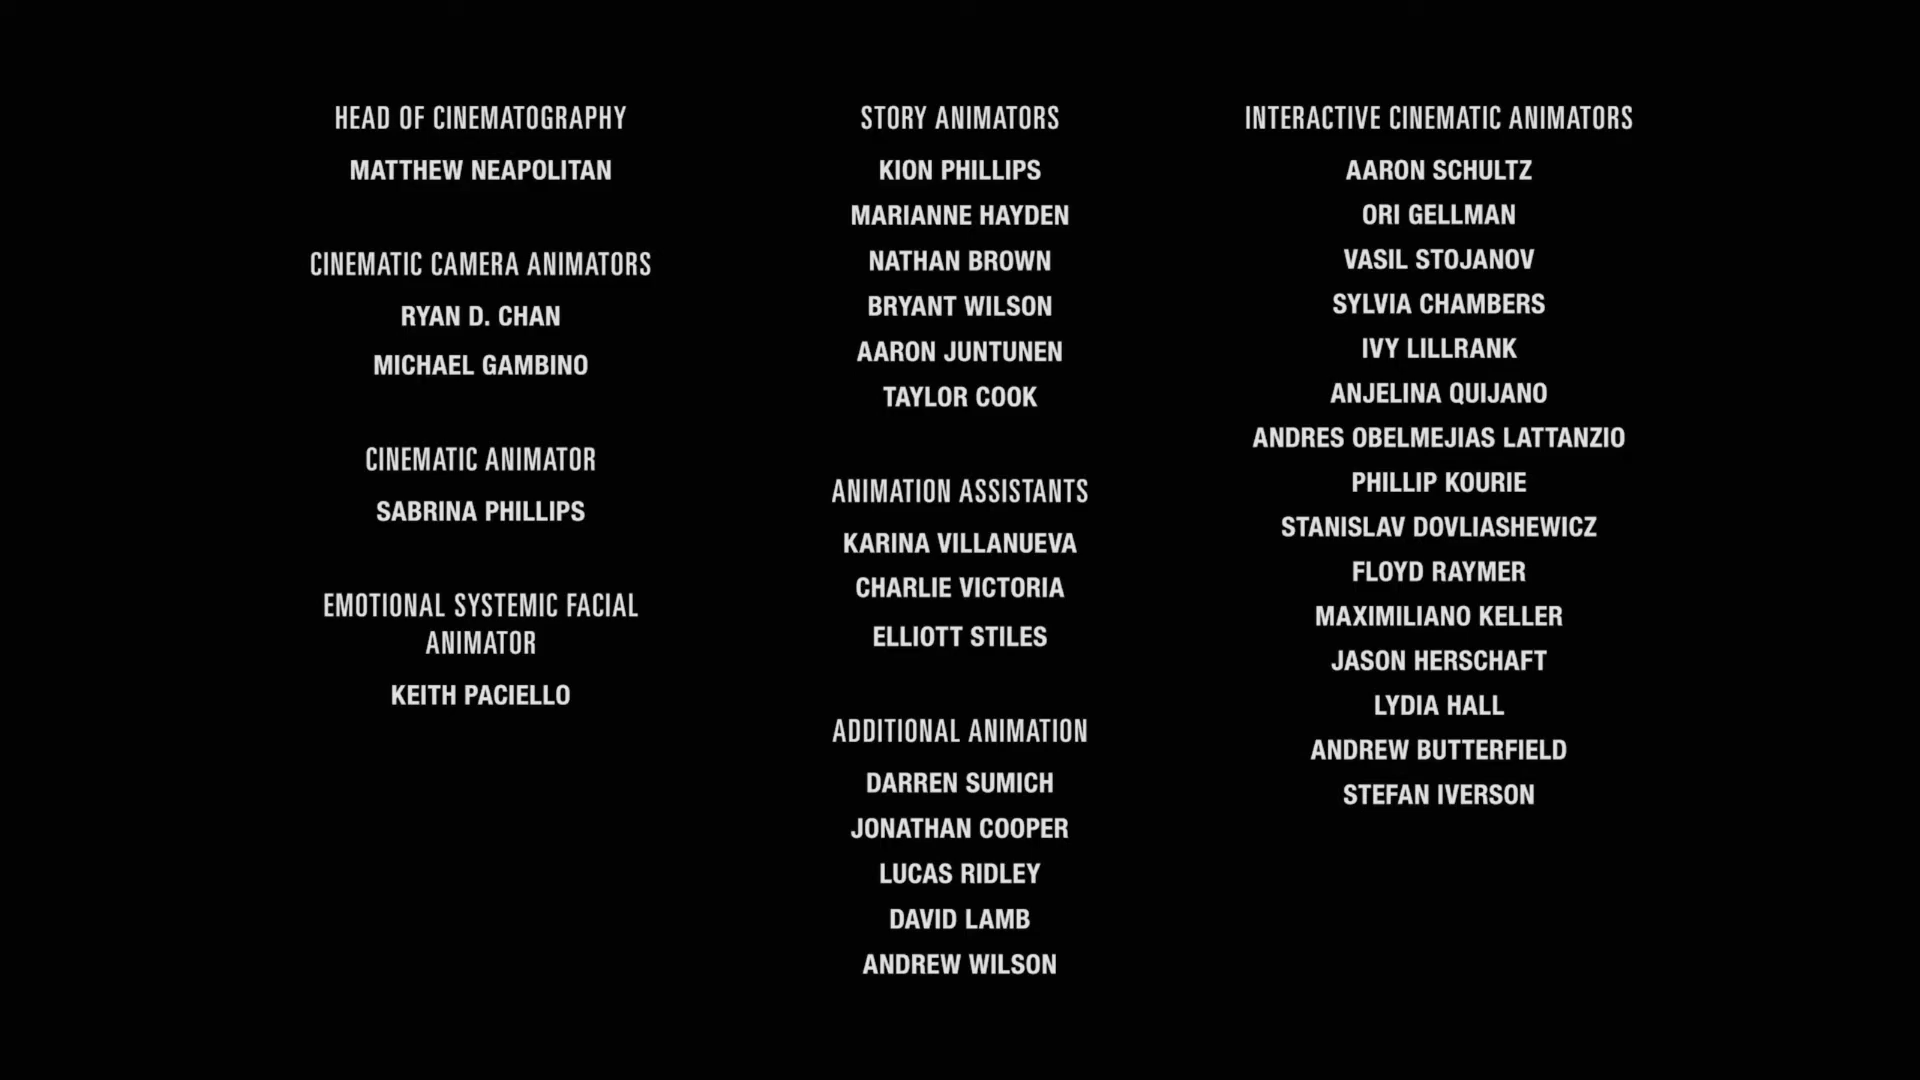 HEAD OF CINEMATOGRAPHY
MATTHEW NEAPOLITAN
CINEMATIC CAMERA ANIMATORS
RYAN D. CHAN
MICHAEL GAMBINO
CINEMATIC ANIMATOR
SABRINA PHILLIPS
EMOTIONAL SYSTEMIC FACIAL
ANIMATOR
KEITH PACIELLO
STORY ANIMATORS
KION PHILLIPS
MARIANNE HAYDEN
NATHAN BROWN
BRYANT WILSON
AARON JUNTUNEN
TAYLOR COOK
ANIMATION ASSISTANTS
KARINA VILLANUEVA
CHARLIE VICTORIA
ELLIOTT STILES
ADDITIONAL ANIMATION
DARREN SUMICH
JONATHAN COOPER
LUCAS RIDLEY
DAVID LAMB
ANDREW WILSON
INTERACTIVE CINEMATIC ANIMATORS
AARON SCHULTZ
ORI GELLMAN
VASIL STOJANOV
SYLVIA CHAMBERS
IVY LILLRANK
ANJELINA QUIJANO
ANDRES OBELMEJIAS LATTANZIO
PHILLIP KOURIE
STANISLAV DOVLIASHEWICZ
FLOYD RAYMER
MAXIMILIANO KELLER
JASON HERSCHAFT
LYDIA HALL
ANDREW BUTTERFIELD
STEFAN IVERSON